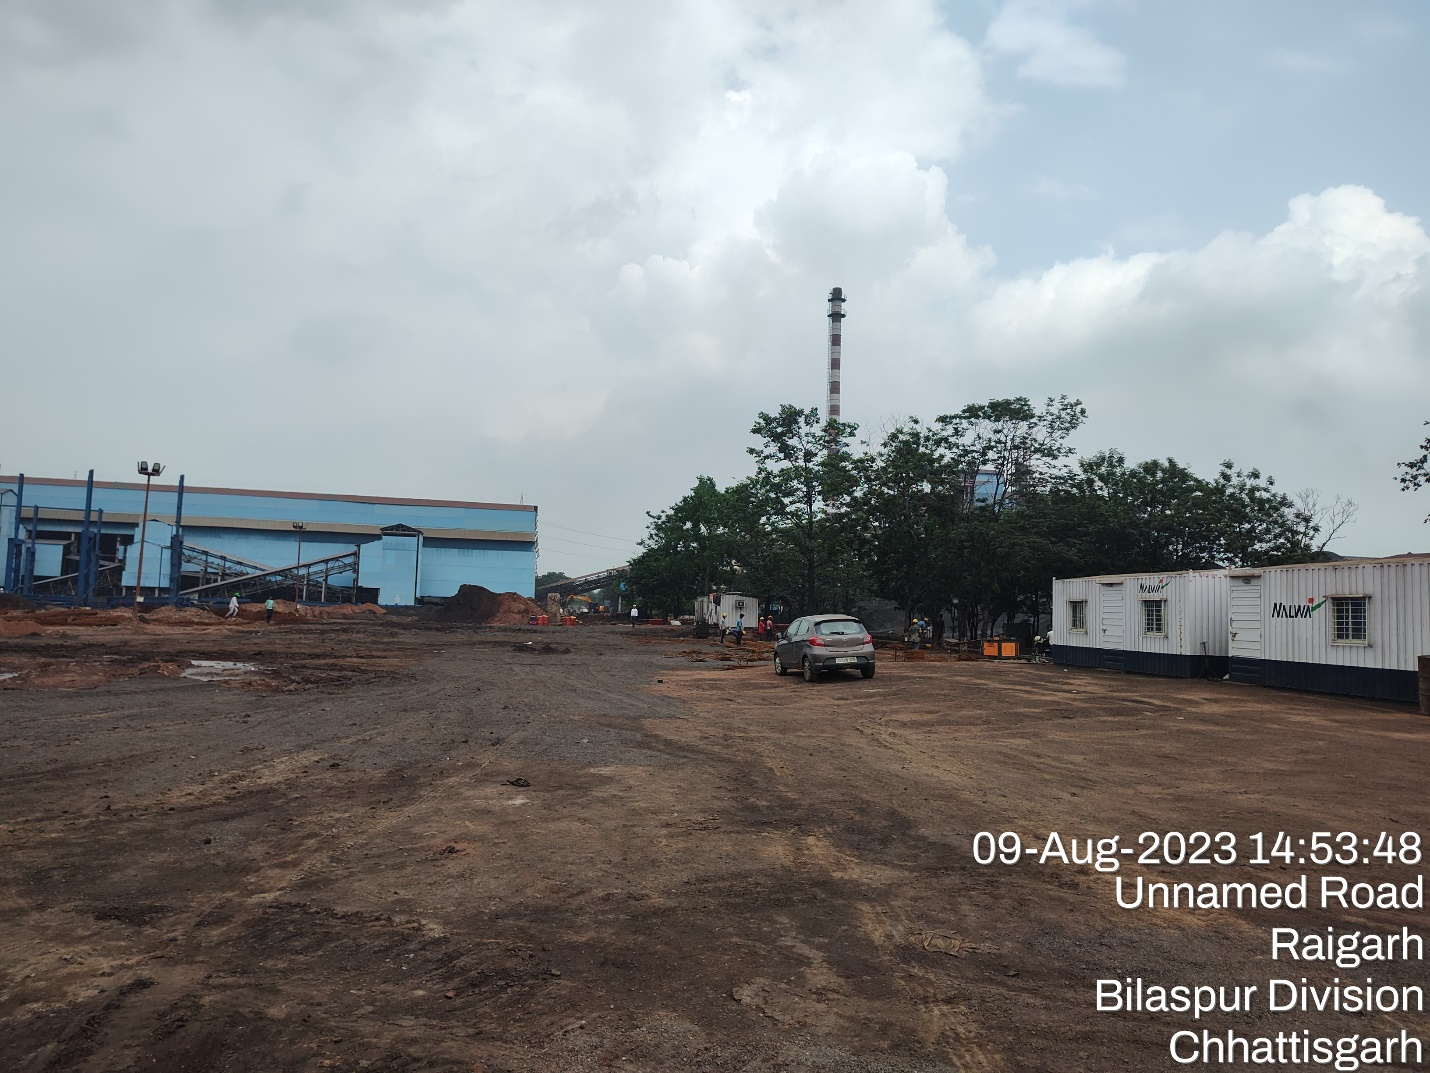 NALWA
NALWA
09-Aug-2023 14:53:48
Unnamed Road
Raigarh
Bilaspur Division
Chhattisgarh